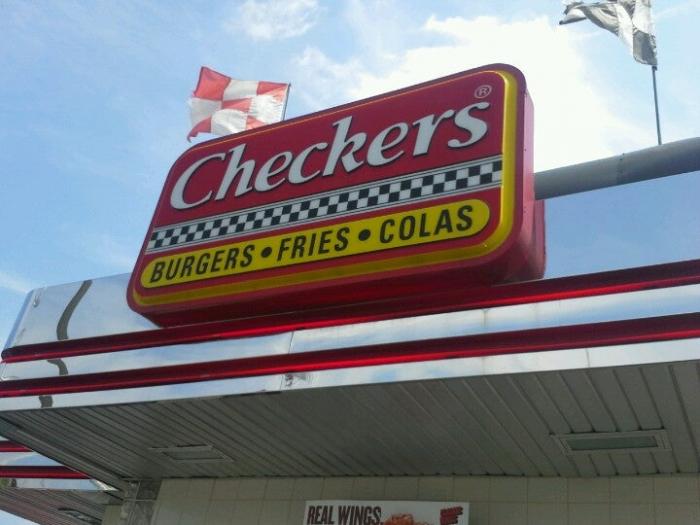 Checkers®
BURGERS • FRIES • COLAS
REAL WINGS.